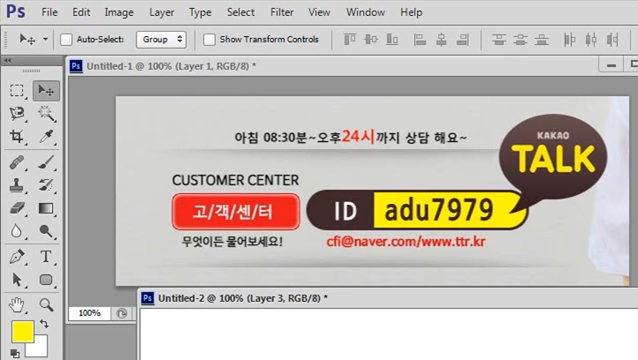 Ps File Edit Image Layer Type Select Filter View Window Help
Auto-Select: Group Show Transform Controls
Ps Untitled-1 @ 100% (Layer 1, RGB/8) *
아침 08:30분~오후24시까지 상담 해요~
KAKAO
TALK
CUSTOMER CENTER
고/객/센/터
ID adu7979
무엇이든 물어보세요!
cfi@naver.com/www.ttr.kr
Ps Untitled-2 @ 100% (Layer 3, RGB/8) *
100%